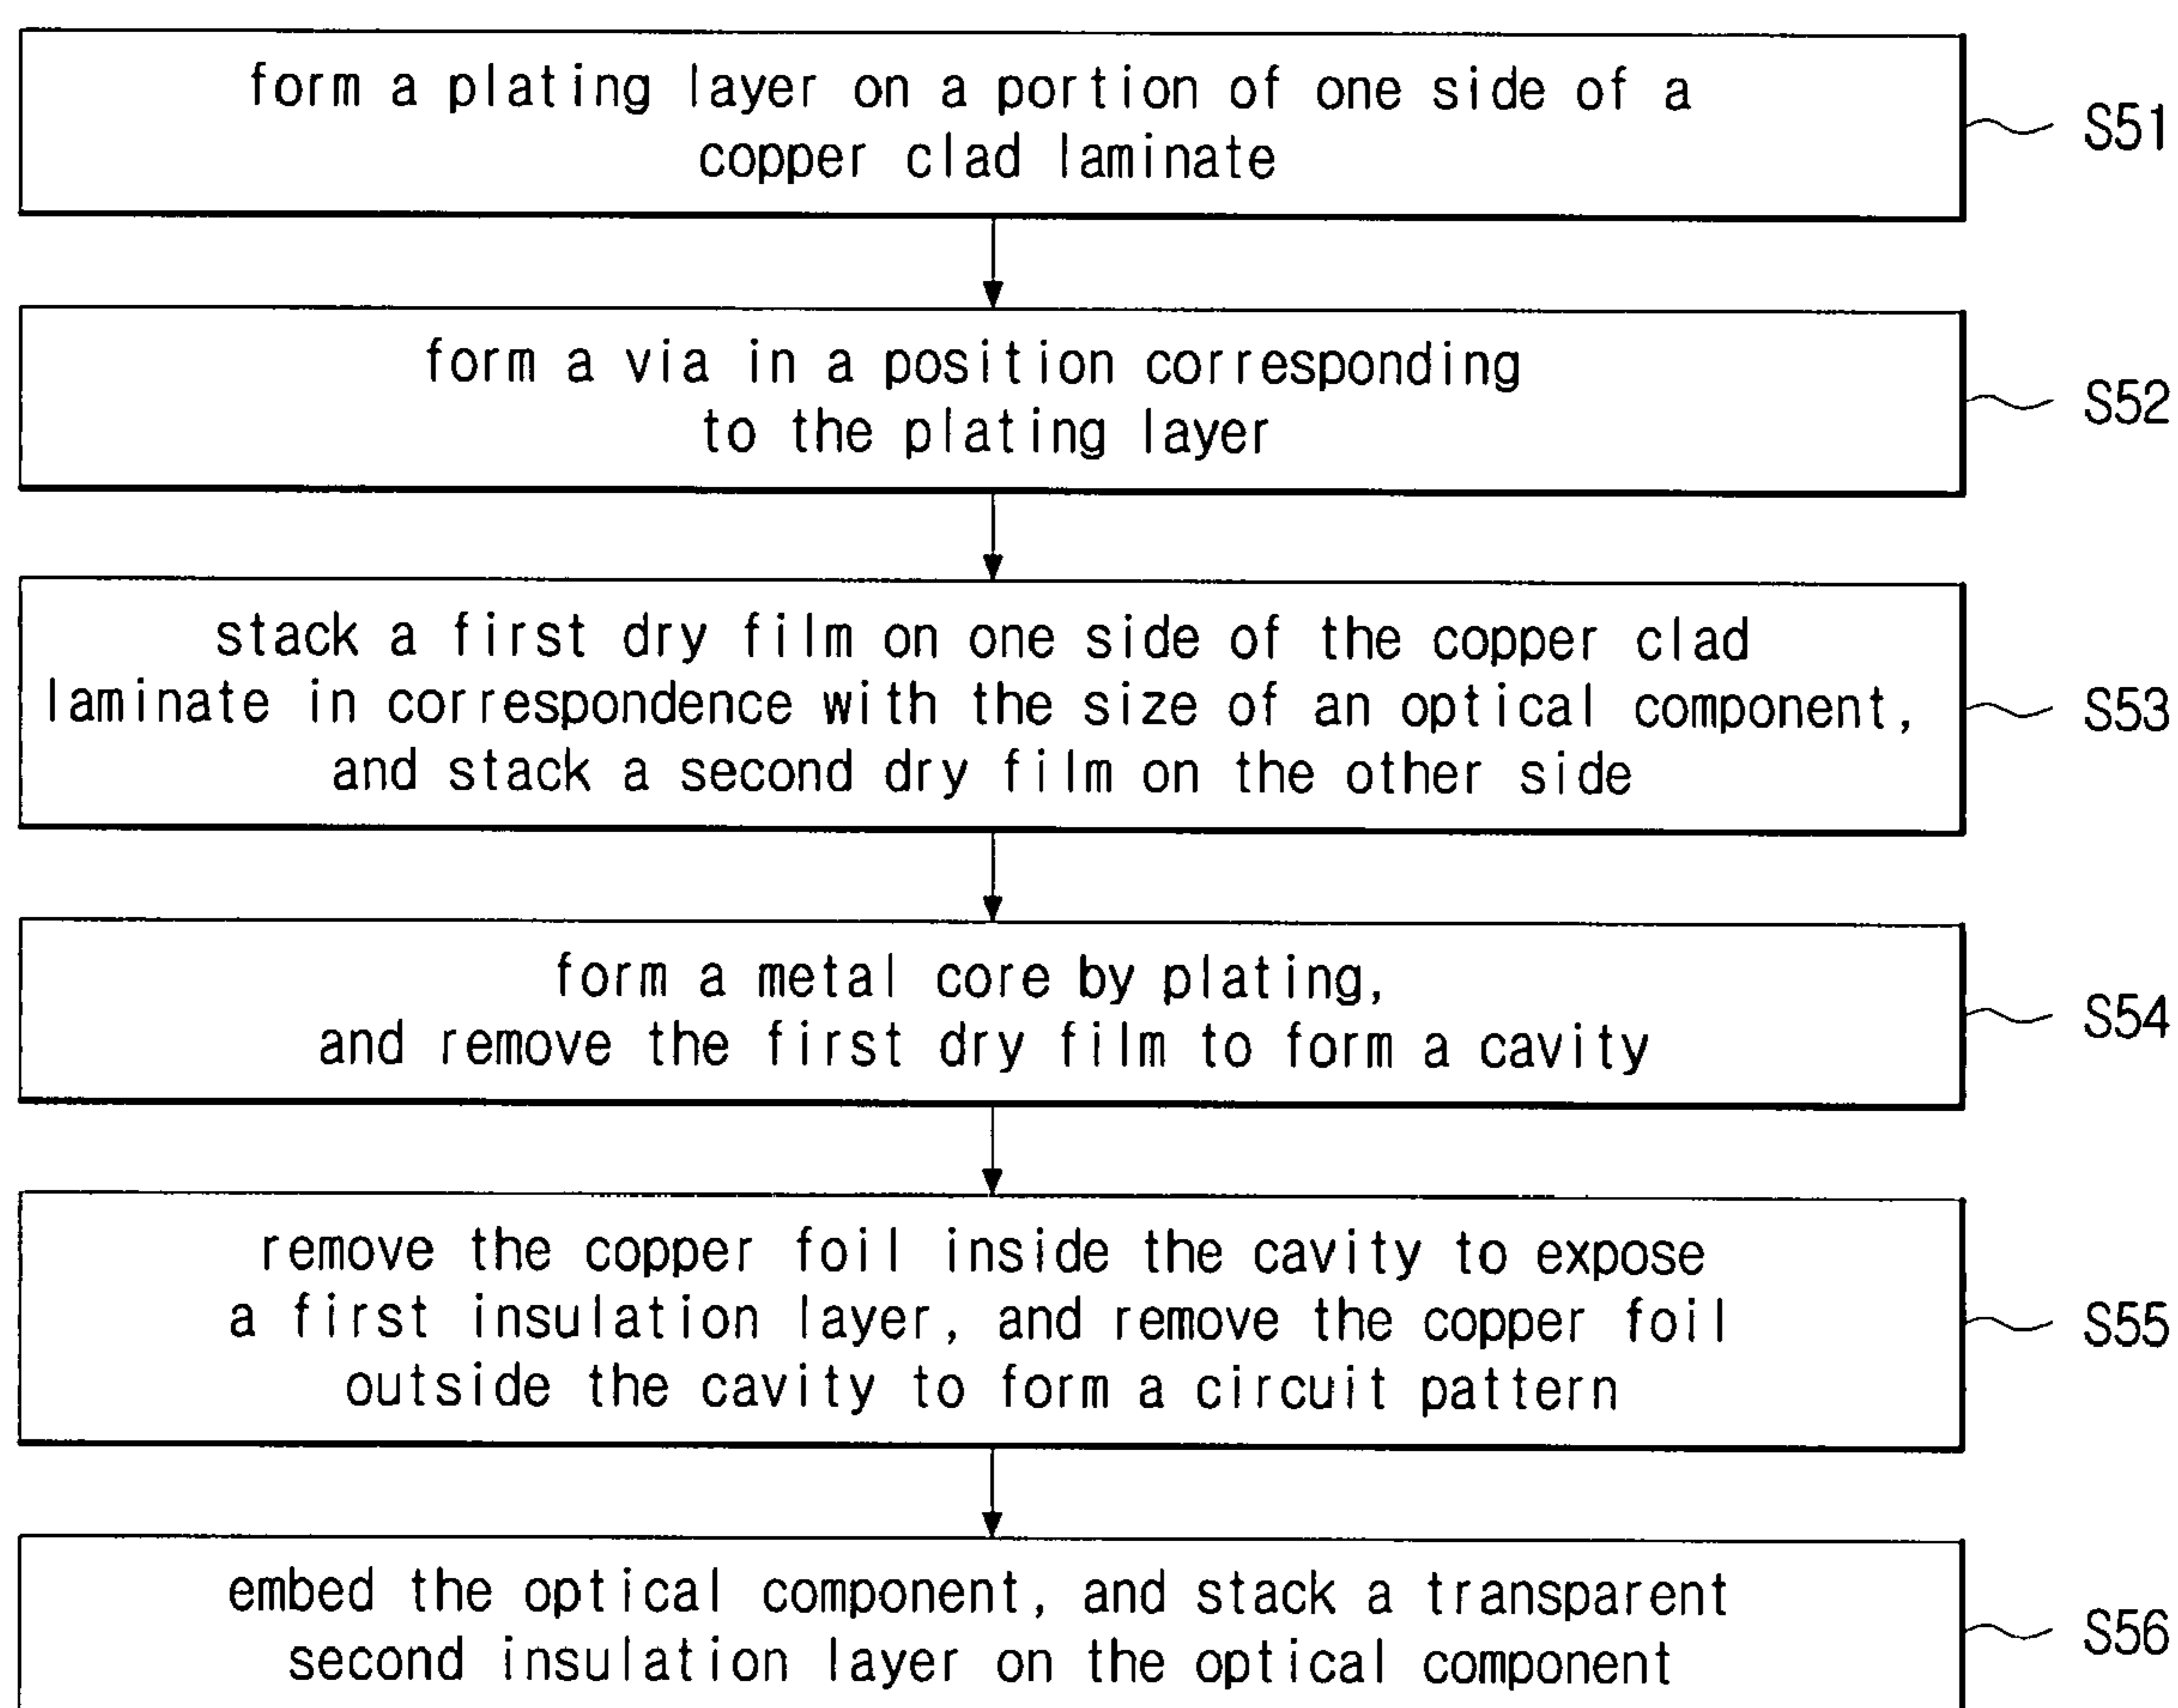 form a plating layer on a portion of one side of a
copper clad laminate
S51
form a via in a position corresponding
to the plating layer
S52
stack a first dry film on one side of the copper clad
laminate in correspondence with the size of an optical component,
and stack a second dry film on the other side
S53
form a metal core by plating,
and remove the first dry film to form a cavity
S54
remove the copper foil inside the cavity to expose
a first insulation layer, and remove the copper foil
outside the cavity to form a circuit pattern
S55
embed the optical component, and stack a transparent
second insulation layer on the optical component
S56